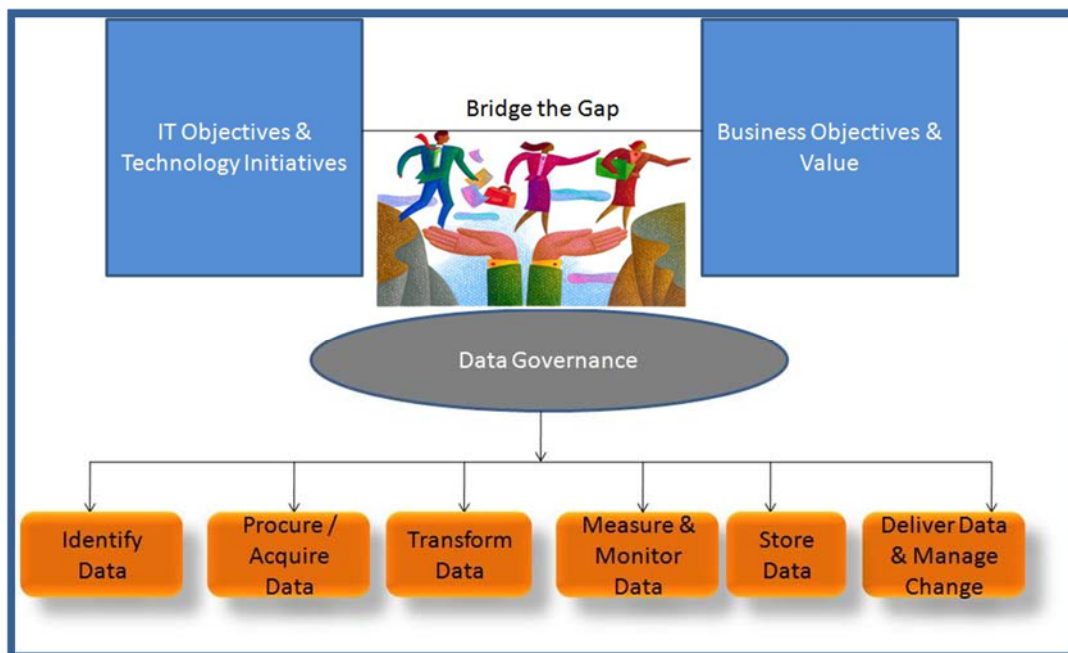 Bridge the Gap
IT Objectives &
Technology Initiatives
Business Objectives &
Value
Data Governance
Identify
Data
Procure /
Acquire
Data
Transform
Data
Measure &
Monitor
Data
Store
Data
Deliver Data
& Manage
Change